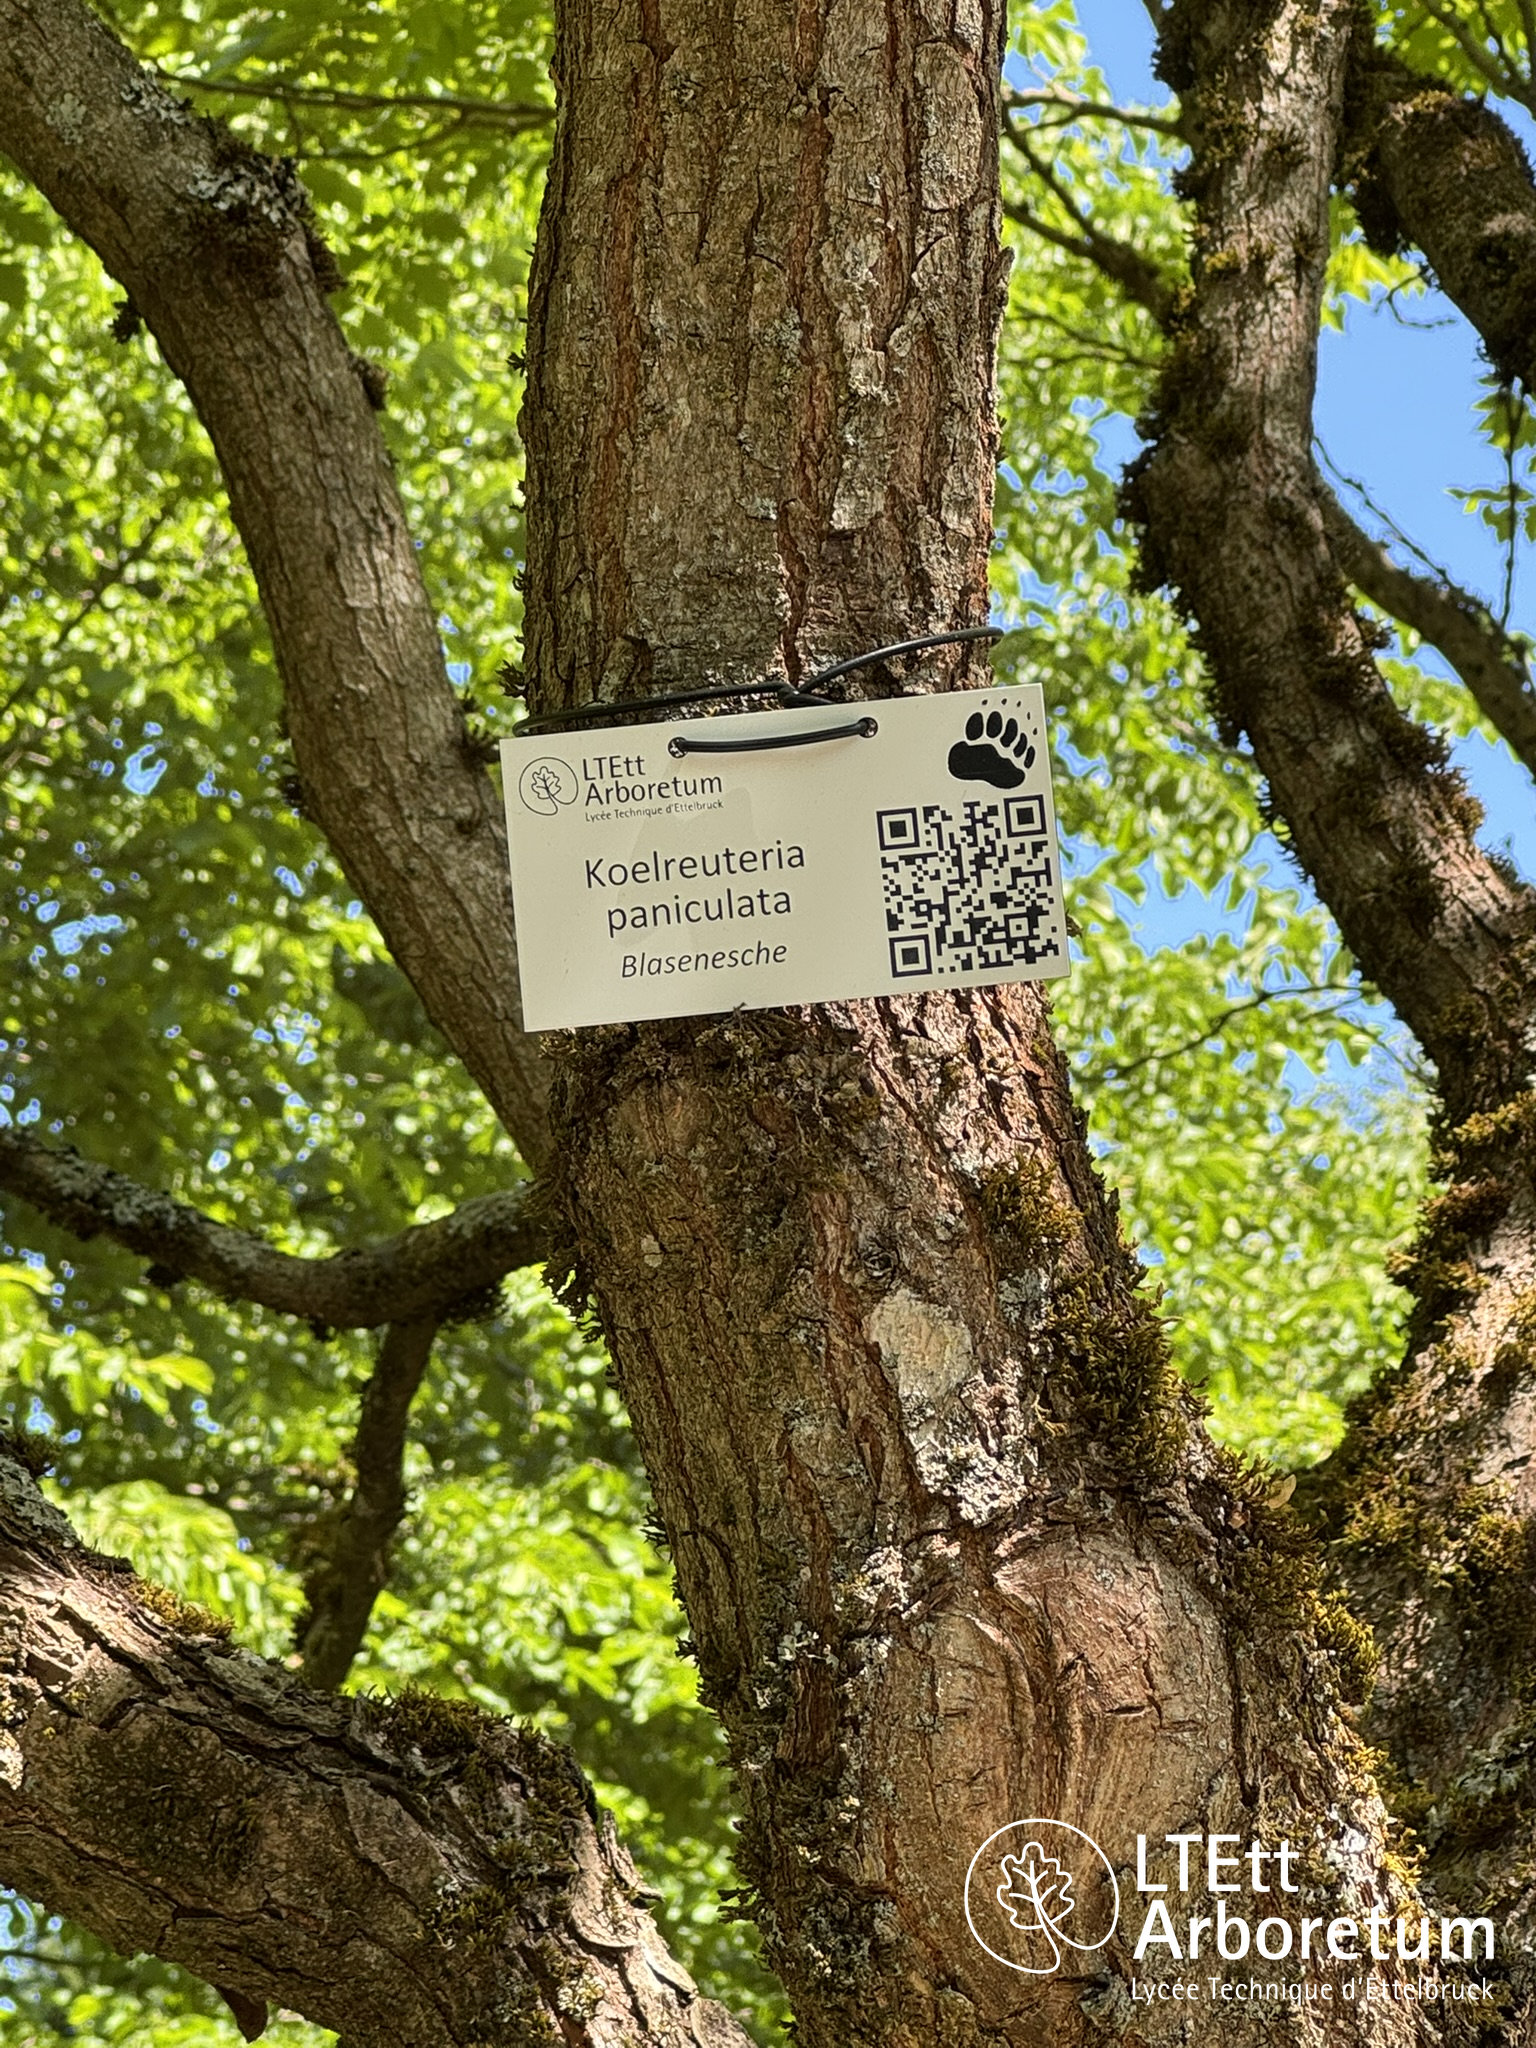 LTEtt
Arboretum
Lycée Technique d'Ettelbruck
Koelreuteria
paniculata
Blasenesche
LTEtt
Arboretum
Lycée Technique d'Ettelbruck